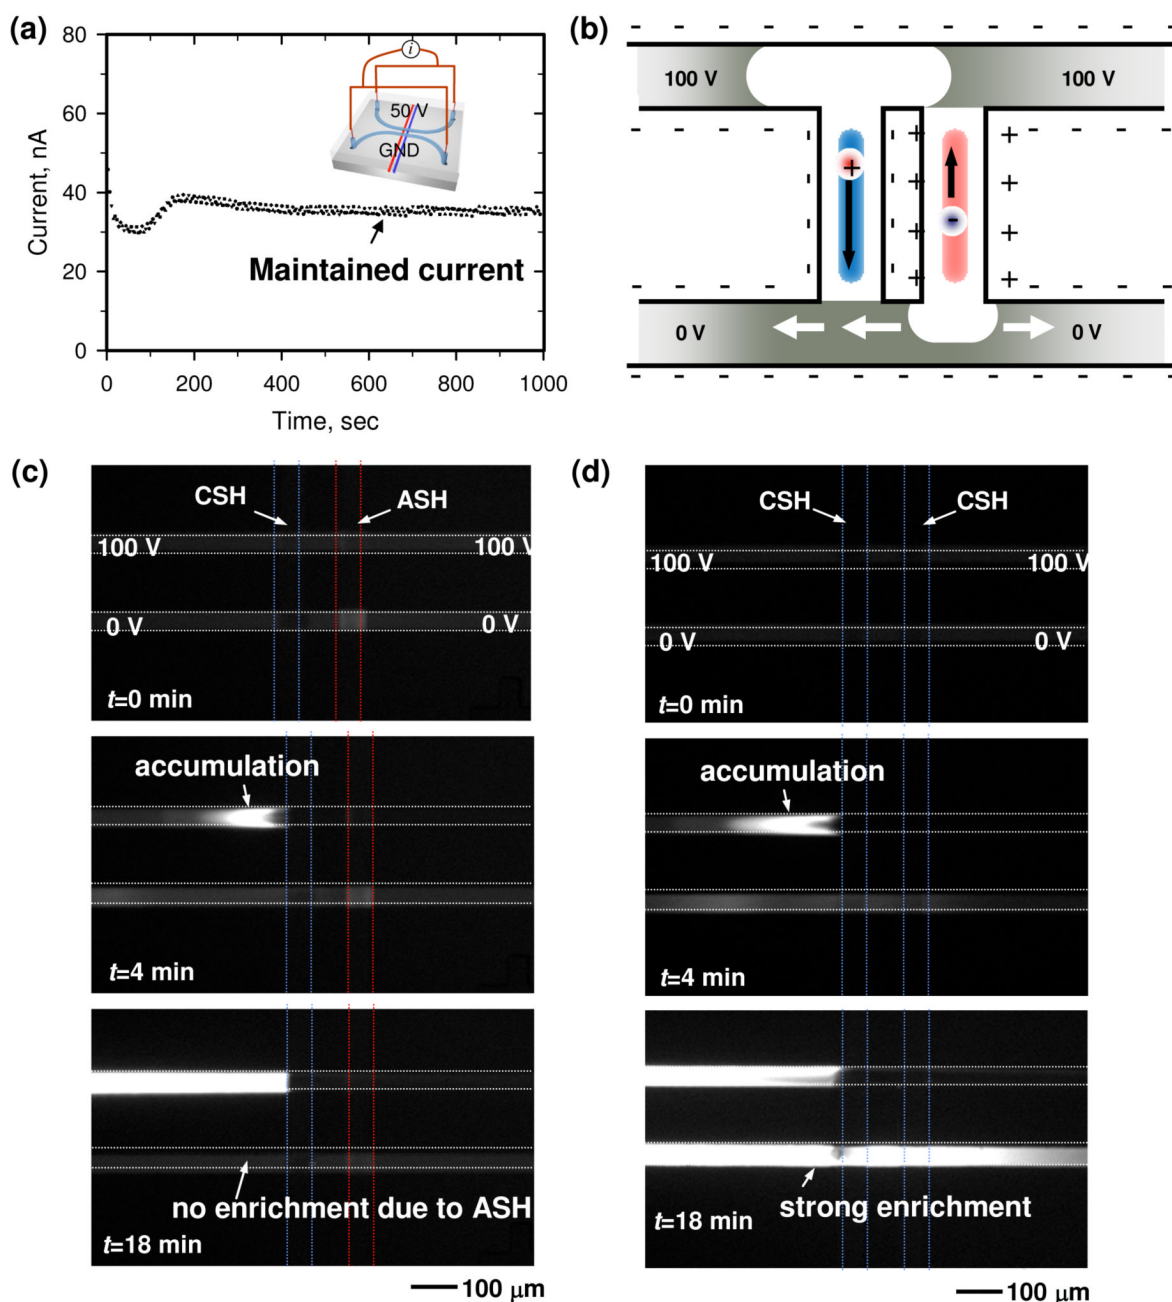 (a)
80
60
40
20
0
Current, nA
0 200 400 600 800 1000
Time, sec
i
50 V
GND
Maintained current
(b)
- - - - - - - - - - - -
100 V 100 V
+
-
+
+
+
+
+
+
+
+
0 V 0 V
- - - - - - - - - - - -
(c)
CSH ASH
100 V 100 V
0 V 0 V
t=0 min
accumulation
t=4 min
no enrichment due to ASH
t=18 min
100 μm
(d)
CSH CSH
100 V 100 V
0 V 0 V
t=0 min
accumulation
t=4 min
strong enrichment
t=18 min
100 μm